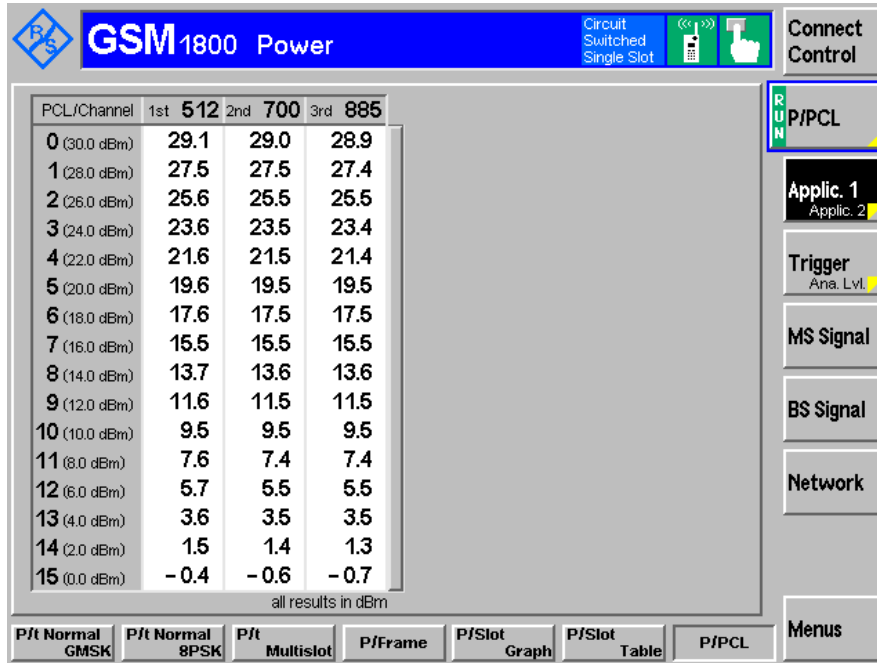 R/S
GSM 1800 Power
Circuit
Switched
Single Slot
Connect
Control
PCL/Channel 1st 512 2nd 700 3rd 885
0 (30.0 dBm) 29.1 29.0 28.9
1 (28.0 dBm) 27.5 27.5 27.4
2 (26.0 dBm) 25.6 25.5 25.5
3 (24.0 dBm) 23.6 23.5 23.4
4 (22.0 dBm) 21.6 21.5 21.4
5 (20.0 dBm) 19.6 19.5 19.5
6 (18.0 dBm) 17.6 17.5 17.5
7 (16.0 dBm) 15.5 15.5 15.5
8 (14.0 dBm) 13.7 13.6 13.6
9 (12.0 dBm) 11.6 11.5 11.5
10 (10.0 dBm) 9.5 9.5 9.5
11 (8.0 dBm) 7.6 7.4 7.4
12 (6.0 dBm) 5.7 5.5 5.5
13 (4.0 dBm) 3.6 3.5 3.5
14 (2.0 dBm) 1.5 1.4 1.3
15 (0.0 dBm) – 0.4 – 0.6 – 0.7
all results in dBm
RUN
P/PCL
Applic. 1
Applic. 2
Trigger
Ana. Lvl.
MS Signal
BS Signal
Network
Menus
P/t Normal
GMSK
P/t Normal
8PSK
P/t
Multislot
P/Frame
P/Slot
Graph
P/Slot
Table
P/PCL